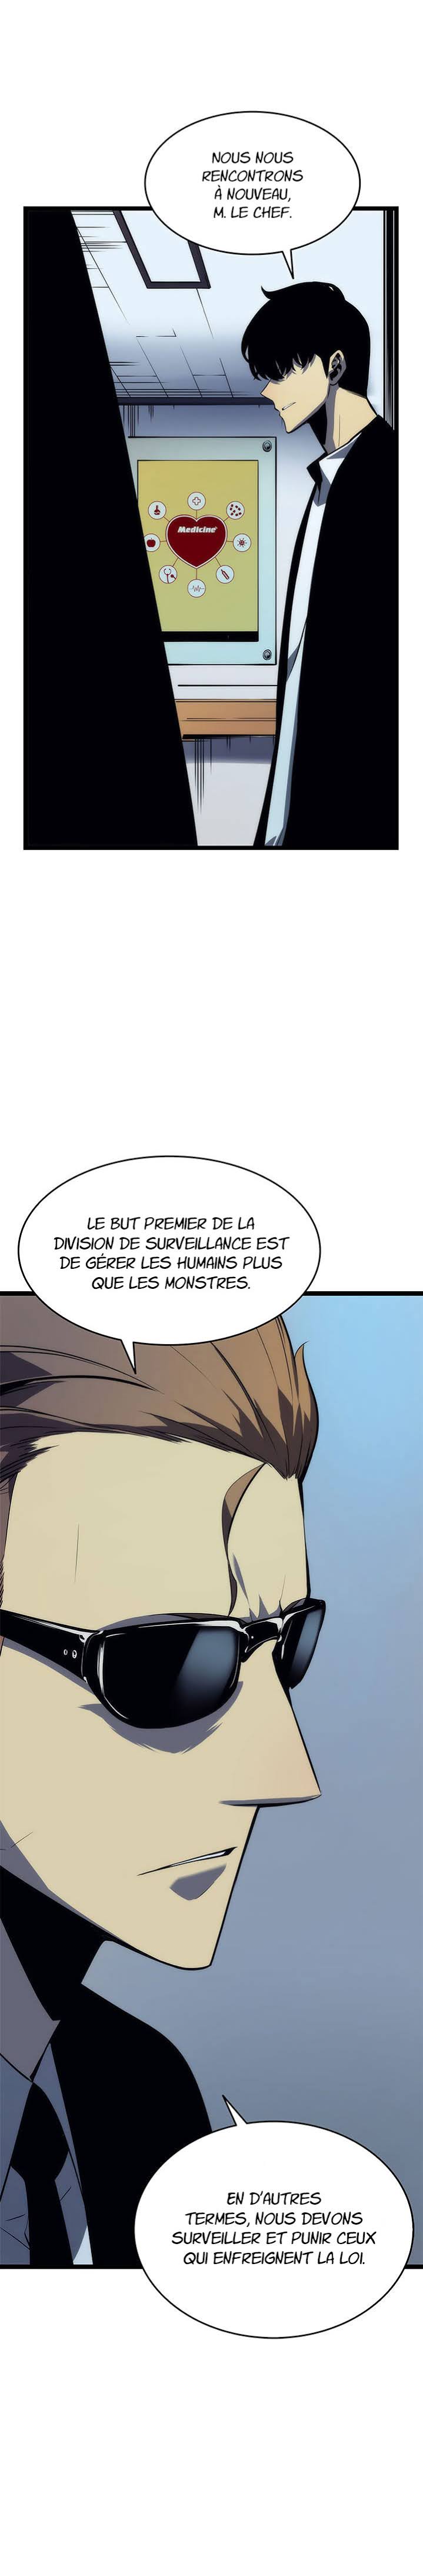 NOUS NOUS
RENCONTRONS
À NOUVEAU,
M. LE CHEF.
Medicine
LE BUT PREMIER DE LA
DIVISION DE SURVEILLANCE EST
DE GÉRER LES HUMAINS PLUS
QUE LES MONSTRES.
EN D'AUTRES
TERMES, NOUS DEVONS
SURVEILLER ET PUNIR CEUX
QUI ENFREIGNENT LA LOI.